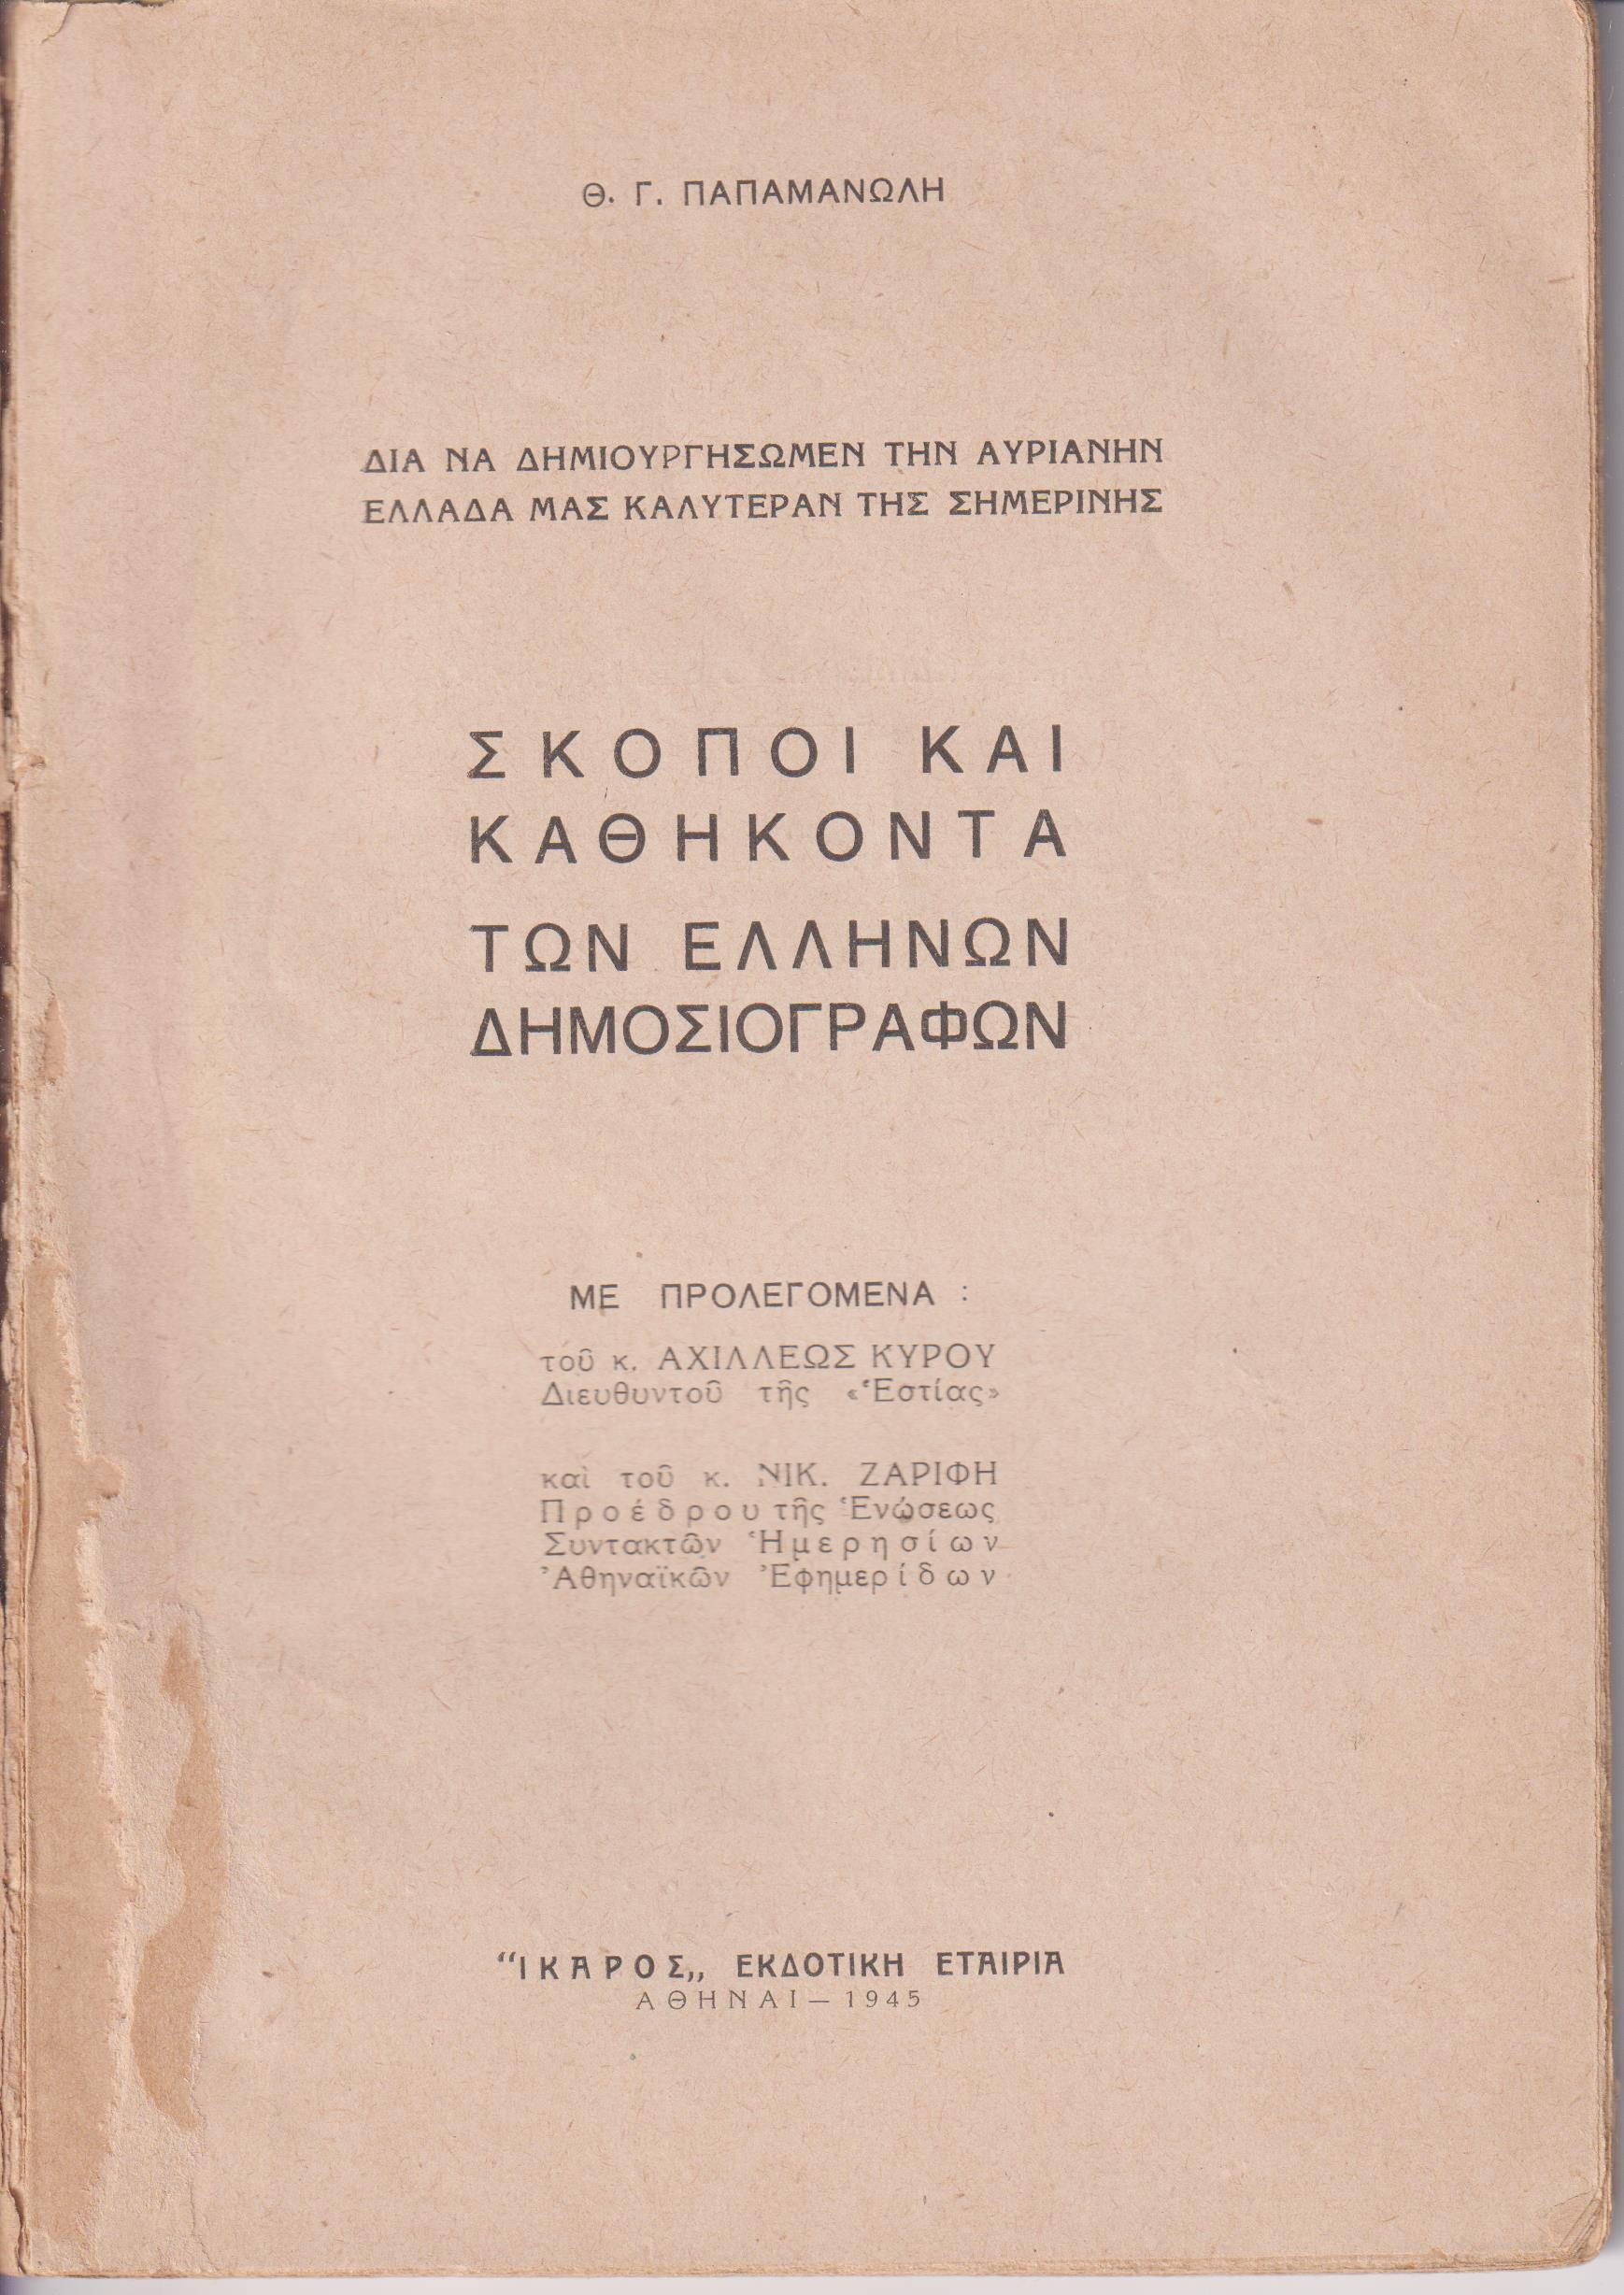 Θ. Γ. ΠΑΠΑΜΑΝΩΛΗ
ΔΙΑ ΝΑ ΔΗΜΙΟΥΡΓΗΣΩΜΕΝ ΤΗΝ ΑΥΡΙΑΝΗΝ
ΕΛΛΑΔΑ ΜΑΣ ΚΑΛΥΤΕΡΑΝ ΤΗΣ ΣΗΜΕΡΙΝΗΣ
ΣΚΟΠΟΙ ΚΑΙ
ΚΑΘΗΚΟΝΤΑ
ΤΩΝ ΕΛΛΗΝΩΝ
ΔΗΜΟΣΙΟΓΡΑΦΩΝ
ΜΕ ΠΡΟΛΕΓΟΜΕΝΑ :
τοῦ κ. ΑΧΙΛΛΕΩΣ ΚΥΡΟΥ
Διευθυντοῦ τῆς «Ἑστίας»
καὶ τοῦ κ. ΝΙΚ. ΖΑΡΙΦΗ
Προέδρου τῆς Ἑνώσεως
Συντακτῶν Ἡμερησίων
Ἀθηναϊκῶν Ἐφημερίδων
“ΙΚΑΡΟΣ„ ΕΚΔΟΤΙΚΗ ΕΤΑΙΡΙΑ
ΑΘΗΝΑΙ — 1945